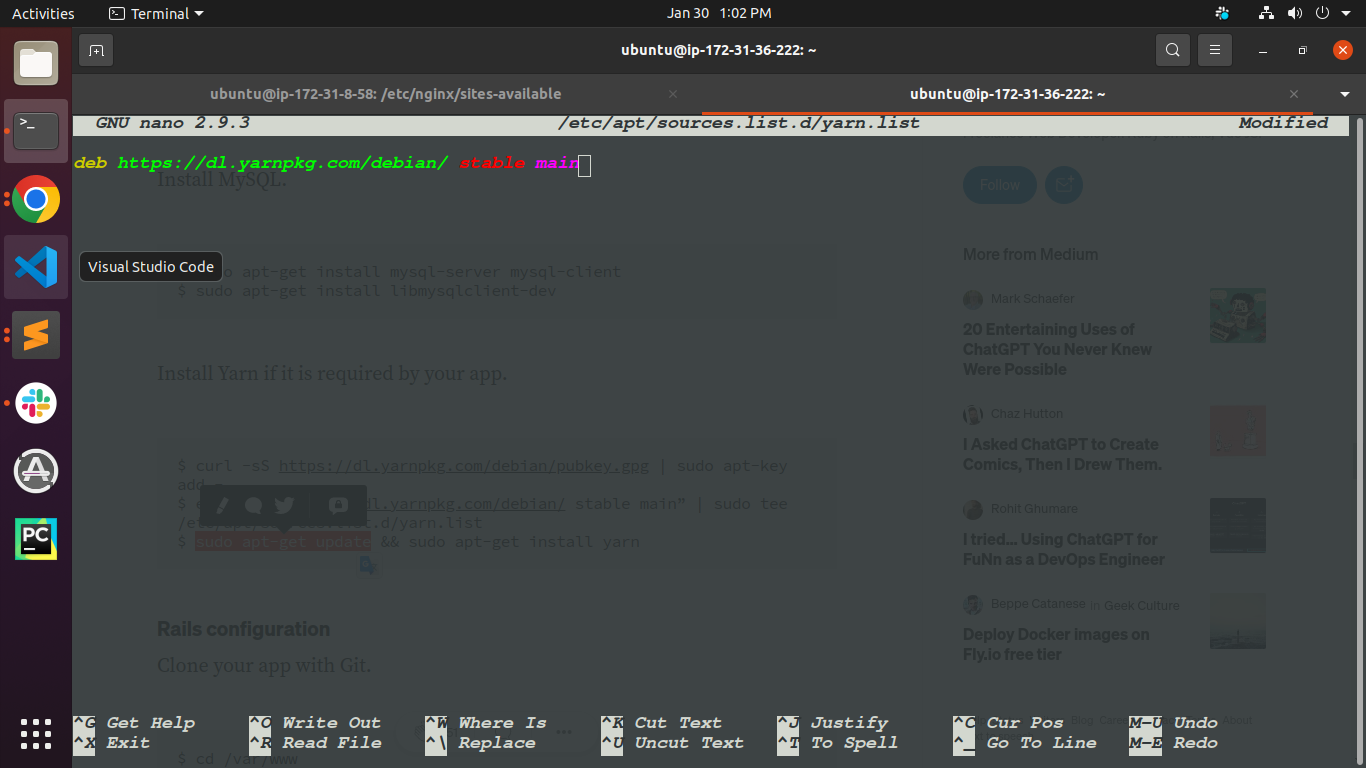 Activities Terminal Jan 30 1:02 PM
ubuntu@ip-172-31-36-222: ~
ubuntu@ip-172-31-8-58: /etc/nginx/sites-available × ubuntu@ip-172-31-36-222: ~ ×
GNU nano 2.9.3 /etc/apt/sources.list.d/yarn.list Modified
deb https://dl.yarnpkg.com/debian/ stable main
Install MySQL.
Follow
More from Medium
Visual Studio Code
apt-get install mysql-server mysql-client
$ sudo apt-get install libmysqlclient-dev
Mark Schaefer
20 Entertaining Uses of
ChatGPT You Never Knew
Were Possible
Install Yarn if it is required by your app.
Chaz Hutton
I Asked ChatGPT to Create
Comics, Then I Drew Them.
$ curl -sS https://dl.yarnpkg.com/debian/pubkey.gpg | sudo apt-key
add -
dl.yarnpkg.com/debian/ stable main” | sudo tee
/etc/apt/sources.list.d/yarn.list
$ sudo apt-get update && sudo apt-get install yarn
Rohit Ghumare
I tried… Using ChatGPT for
FuNn as a DevOps Engineer
Beppe Catanese in Geek Culture
Deploy Docker images on
Fly.io free tier
Rails configuration
Clone your app with Git.
PC
^G Get Help ^O Write Out ^W Where Is ^K Cut Text ^J Justify ^C Cur Pos M-U Undo
^X Exit ^R Read File ^\ Replace ^U Uncut Text ^T To Spell ^_ Go To Line M-E Redo
Blog About
$ cd /var/www